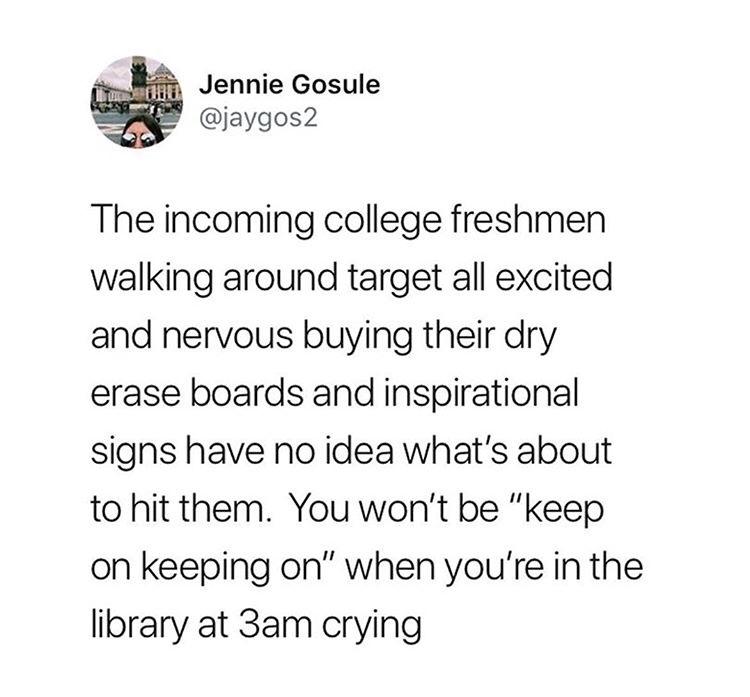 Jennie Gosule
@jaygos2
The incoming college freshmen
walking around target all excited
and nervous buying their dry
erase boards and inspirational
signs have no idea what’s about
to hit them.  You won’t be "keep
on keeping on" when you’re in the
library at 3am crying